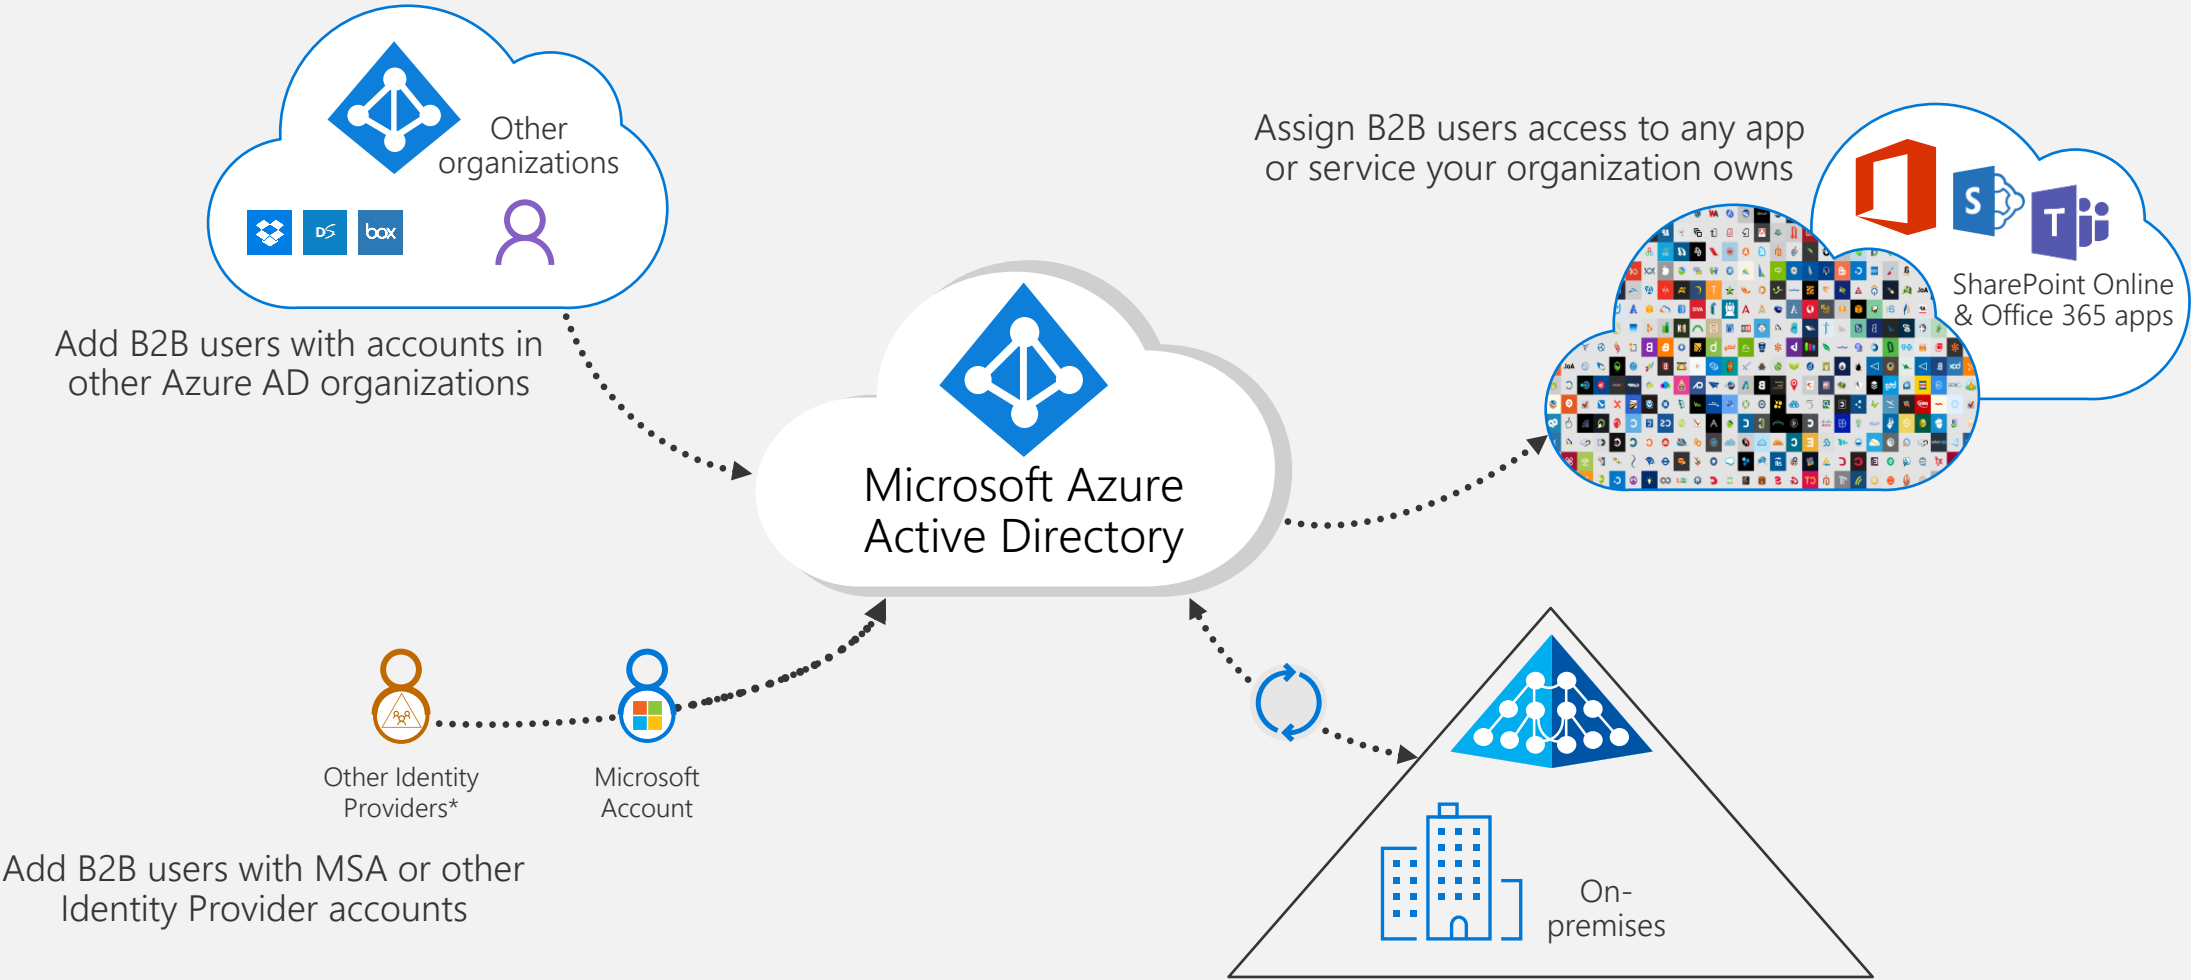 Other
organizations
DS
box
Add B2B users with accounts in
other Azure AD organizations
Assign B2B users access to any app
or service your organization owns
S
T
SharePoint Online
& Office 365 apps
Microsoft Azure
Active Directory
Other Identity
Providers*
Microsoft
Account
Add B2B users with MSA or other
Identity Provider accounts
On-
premises